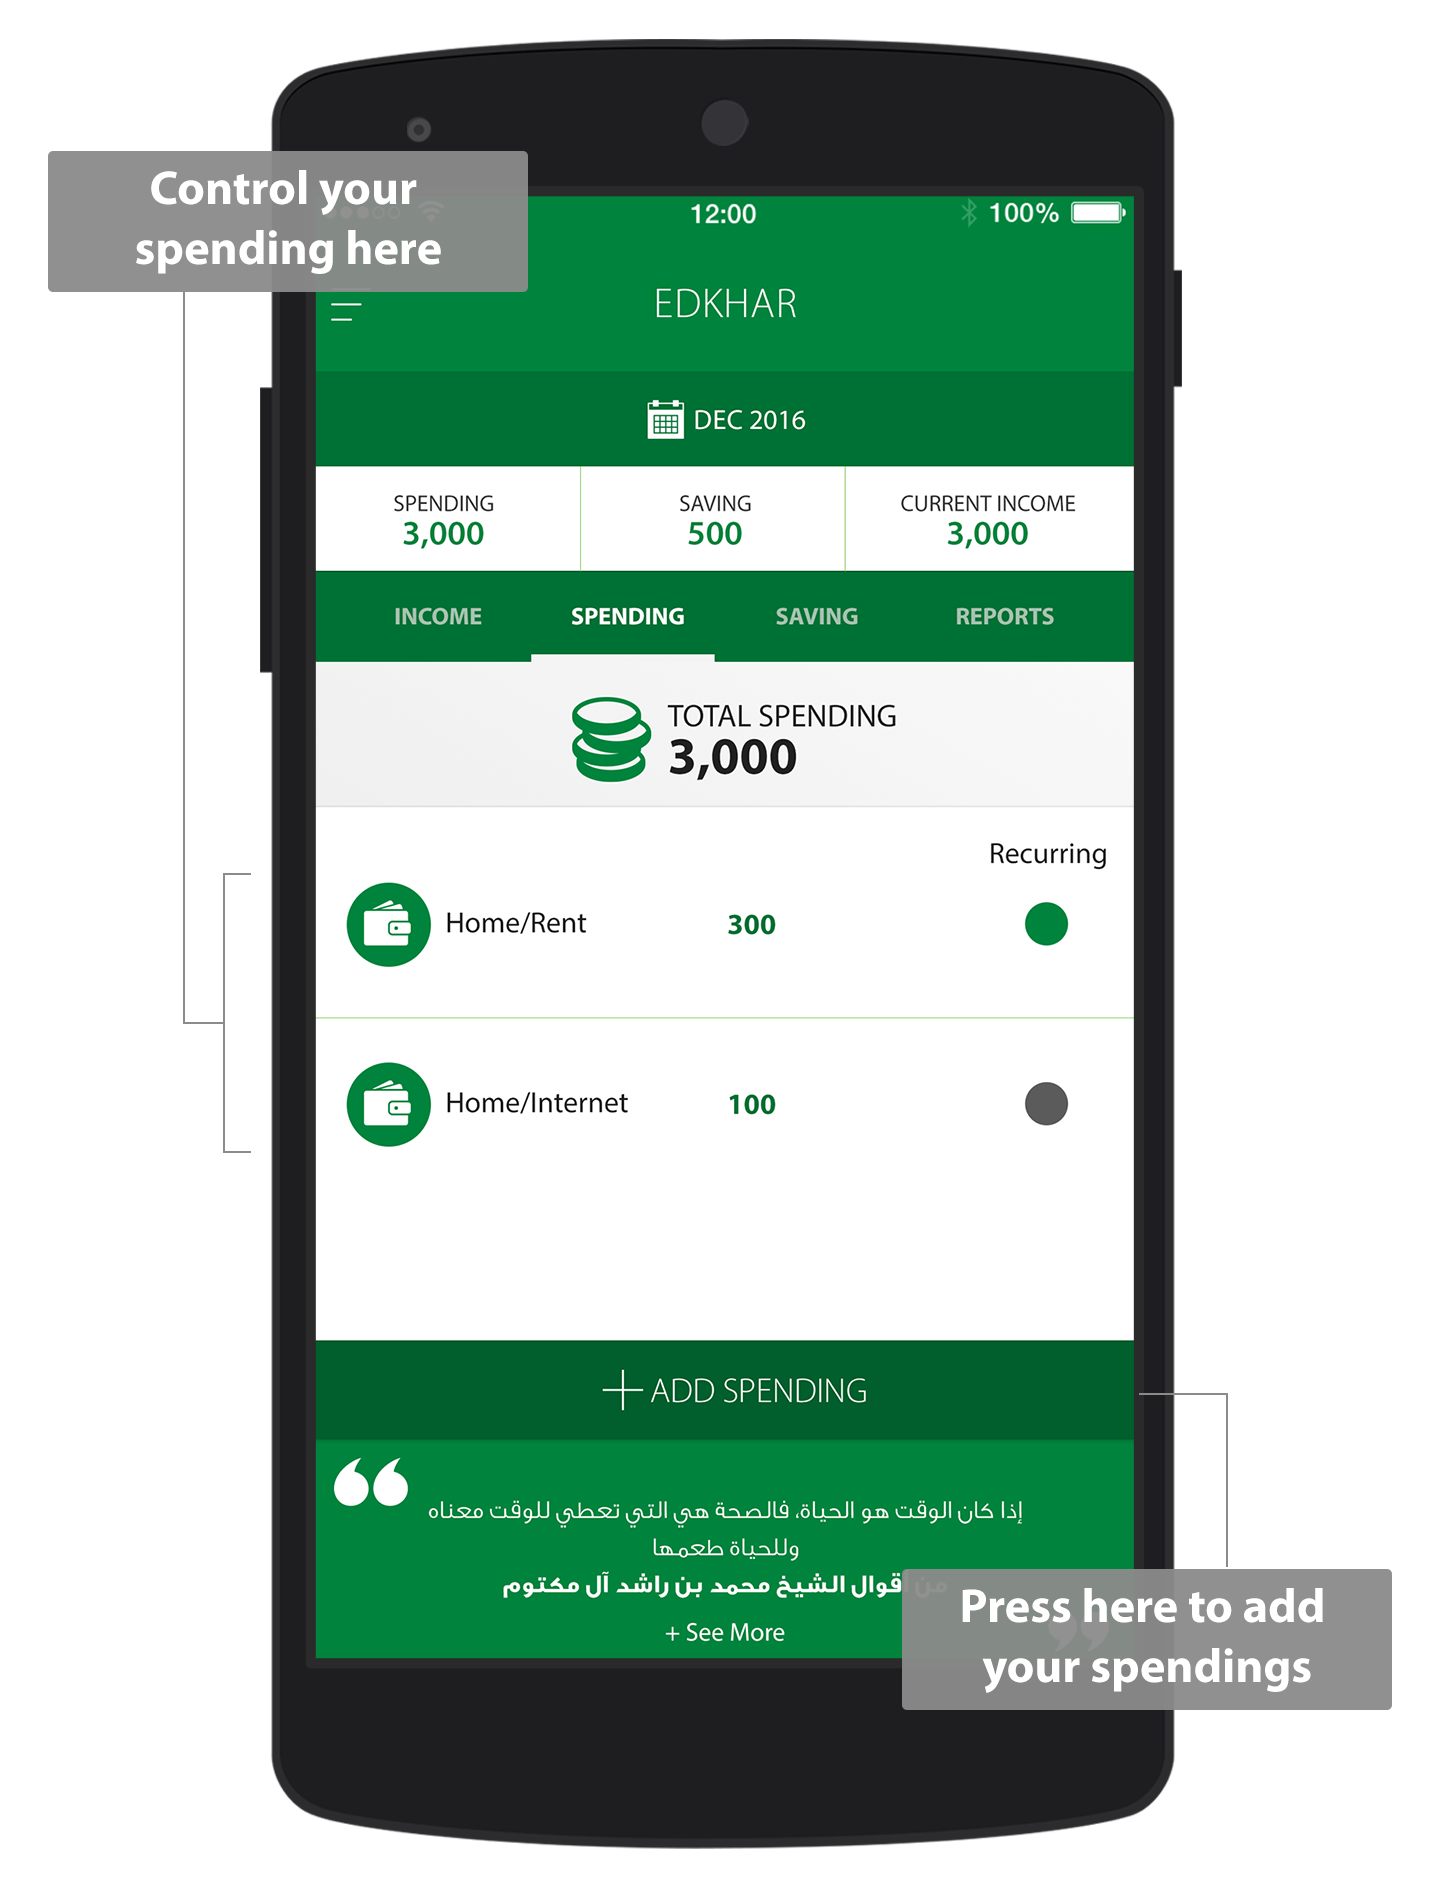 Control your
spending here
12:00
100%
EDKHAR
DEC 2016
SPENDING
3,000
SAVING
500
CURRENT INCOME
3,000
INCOME
SPENDING
SAVING
REPORTS
TOTAL SPENDING
3,000
Recurring
Home/Rent
300
Home/Internet
100
ADD SPENDING
إذا كان الوقت هو الحياة، فالصحة هي التي تعطي للوقت معناه
وللحياة طعمها
من أقوال الشيخ محمد بن راشد آل مكتوم
+ See More
Press here to add
your spendings